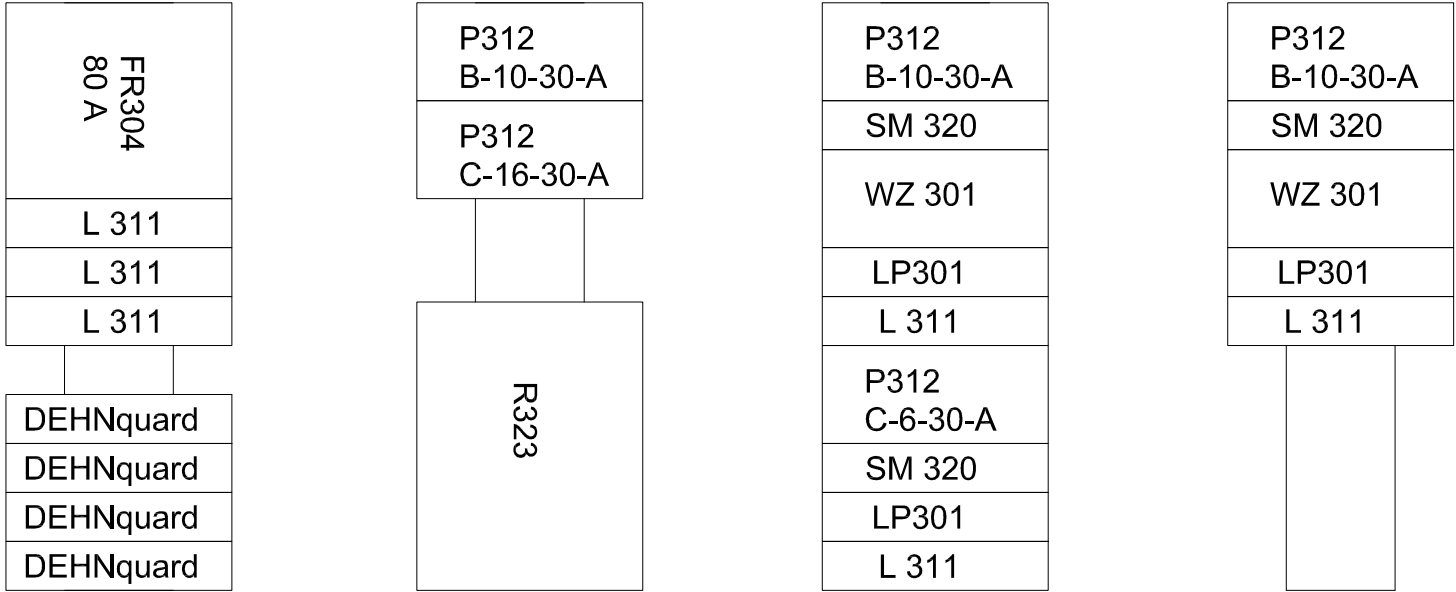 FR304
80 A
L 311
L 311
L 311
DEHNquard
DEHNquard
DEHNquard
DEHNquard
P312
B-10-30-A
P312
C-16-30-A
R323
P312
B-10-30-A
SM 320
WZ 301
LP301
L 311
P312
C-6-30-A
SM 320
LP301
L 311
P312
B-10-30-A
SM 320
WZ 301
LP301
L 311